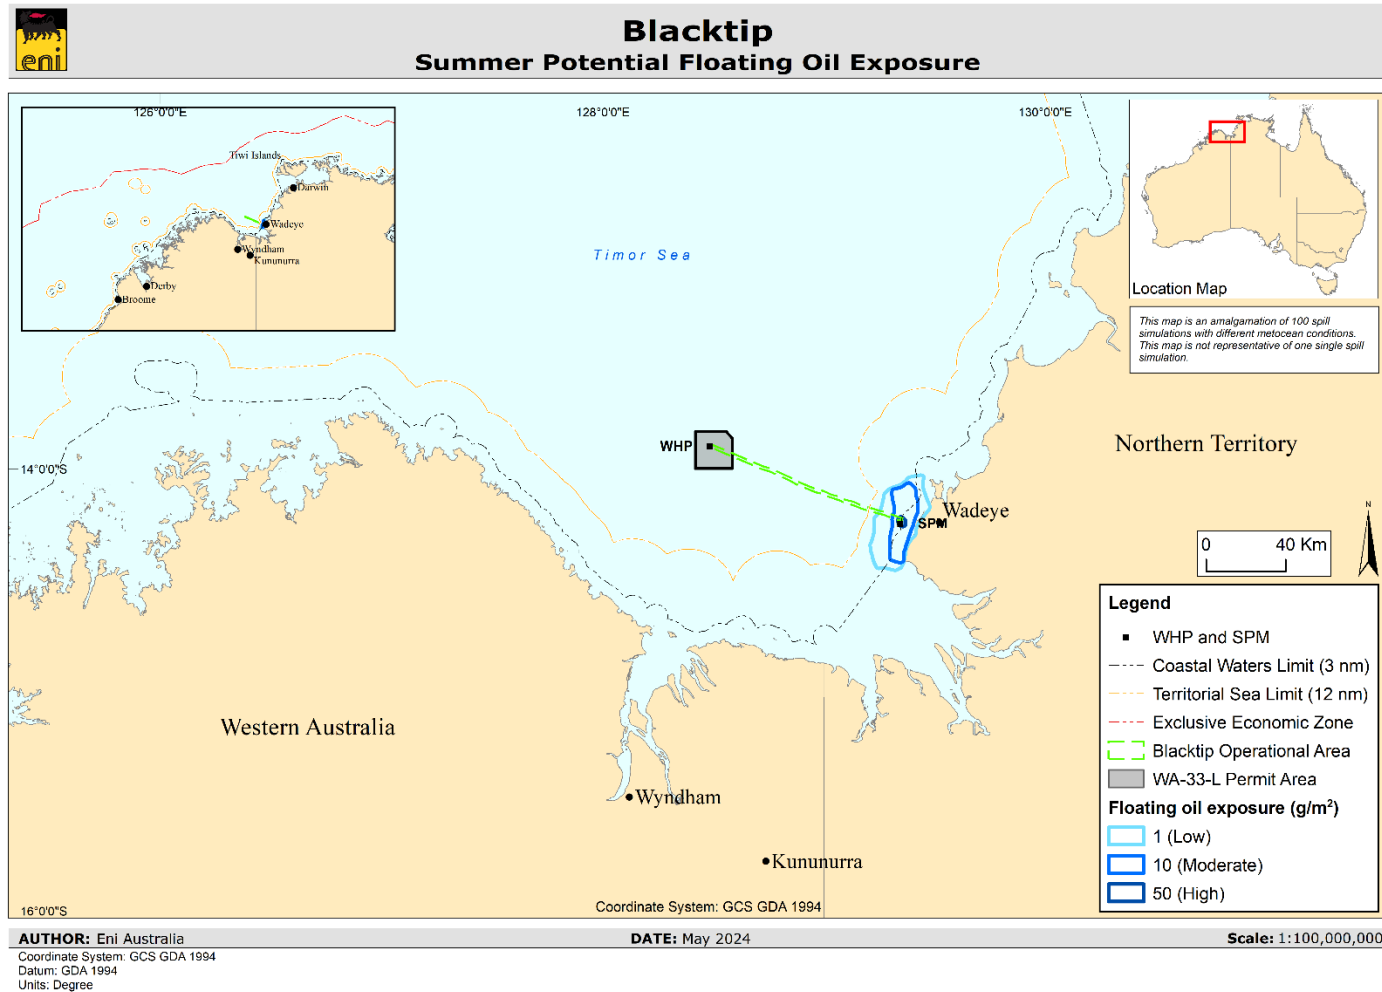 eni
Blacktip
Summer Potential Floating Oil Exposure
126°0'0"E
128°0'0"E
130°0'0"E
Tiwi Islands
Darwin
Wadeye
Wyndham
Kununurra
Derby
Broome
Timor Sea
Location Map
This map is an amalgamation of 100 spill
simulations with different metocean conditions.
This map is not representative of one single spill
simulation.
WHP
Northern Territory
14°0'0"S
Wadeye
SPM
N
0 40 Km
Western Australia
Wyndham
Kununurra
Legend
WHP and SPM
Coastal Waters Limit (3 nm)
Territorial Sea Limit (12 nm)
Exclusive Economic Zone
Blacktip Operational Area
WA-33-L Permit Area
Floating oil exposure (g/m²)
1 (Low)
10 (Moderate)
50 (High)
16°0'0"S
Coordinate System: GCS GDA 1994
AUTHOR: Eni Australia
DATE: May 2024
Scale: 1:100,000,000
Coordinate System: GCS GDA 1994
Datum: GDA 1994
Units: Degree